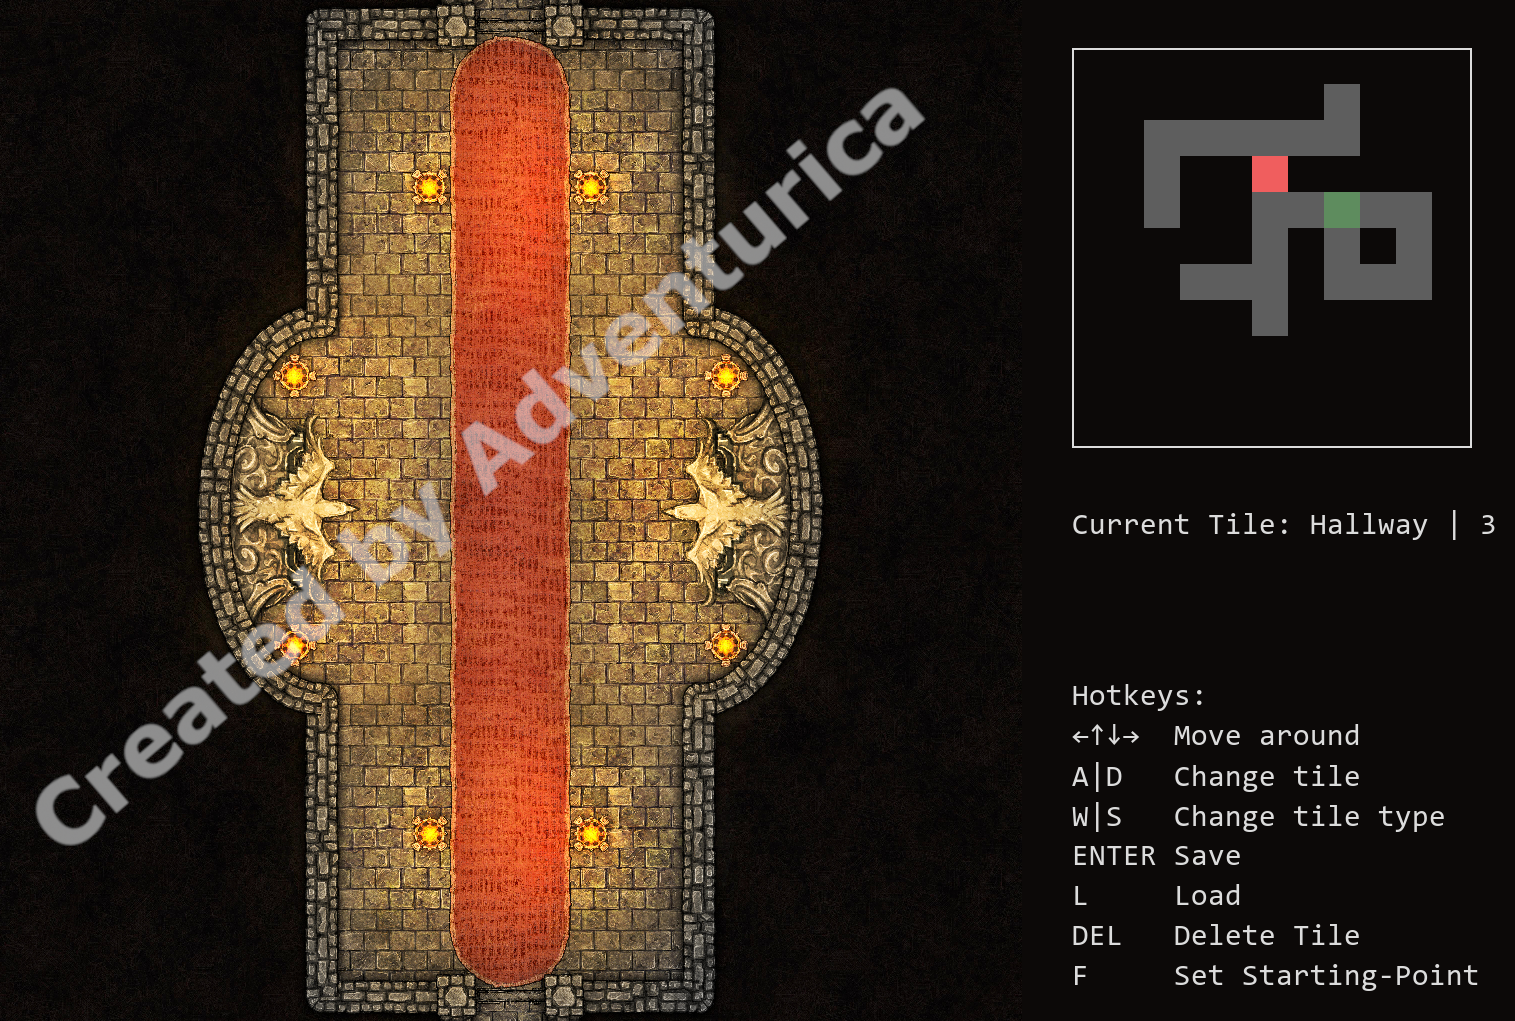 Created by Adventurica
Current Tile: Hallway | 3
Hotkeys:
←↑↓→ Move around
A|D Change tile
W|S Change tile type
ENTER Save
L Load
DEL Delete Tile
F Set Starting-Point